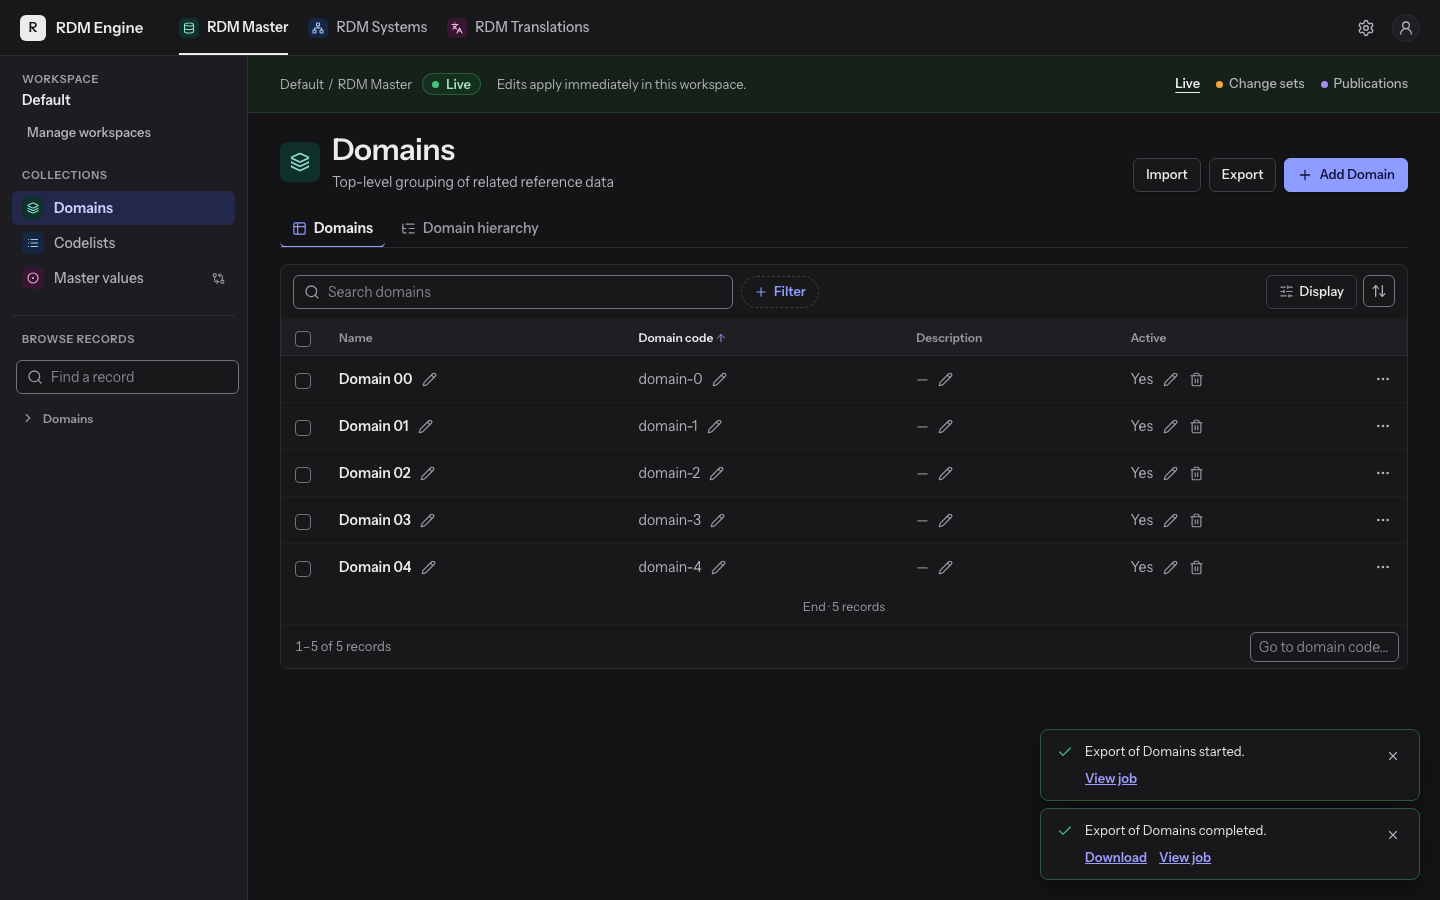 R RDM Engine RDM Master RDM Systems RDM Translations
WORKSPACE
Default
Manage workspaces
COLLECTIONS
Domains
Codelists
Master values
BROWSE RECORDS
Find a record
Domains
Default / RDM Master Live Edits apply immediately in this workspace. Live Change sets Publications
Domains
Top-level grouping of related reference data
Import Export Add Domain
Domains Domain hierarchy
Search domains Filter Display
Name Domain code Description Active
Domain 00 domain-0 — Yes
Domain 01 domain-1 — Yes
Domain 02 domain-2 — Yes
Domain 03 domain-3 — Yes
Domain 04 domain-4 — Yes
End · 5 records
1–5 of 5 records Go to domain code...
Export of Domains started.
View job
Export of Domains completed.
Download View job